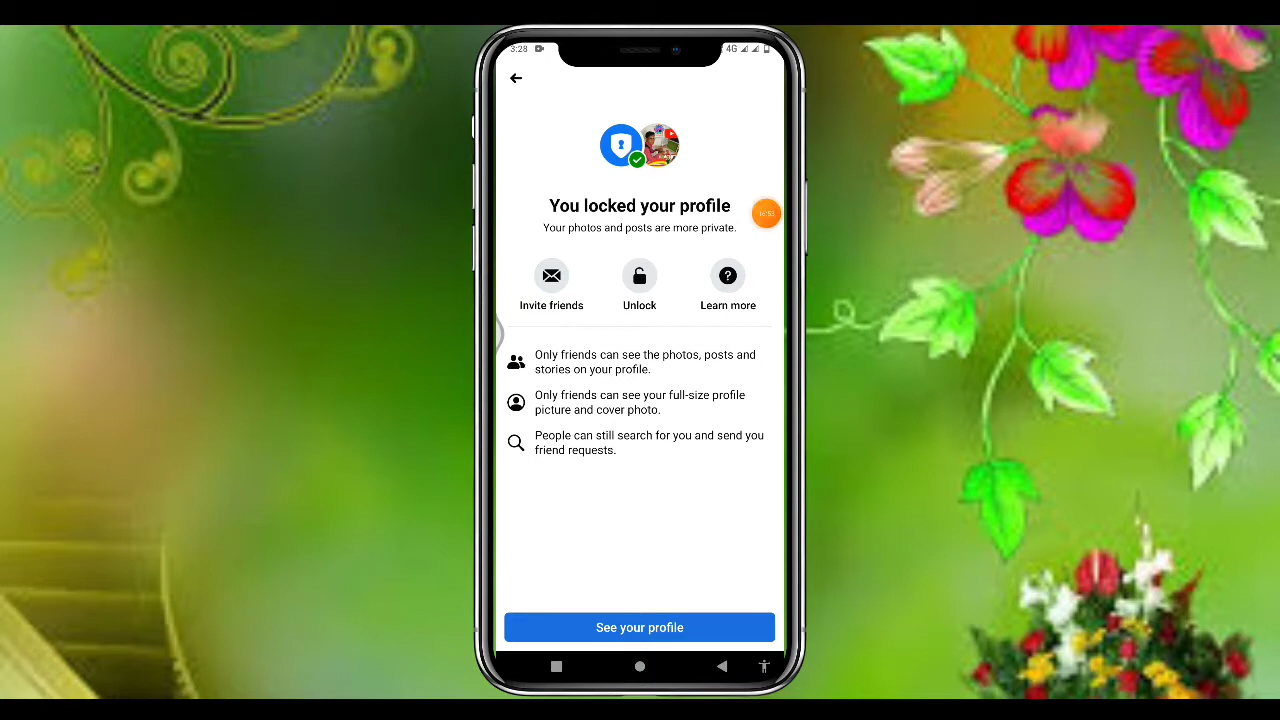 3:28
4G
You locked your profile
Your photos and posts are more private.
Invite friends
Unlock
Learn more
Only friends can see the photos, posts and
stories on your profile.
Only friends can see your full-size profile
picture and cover photo.
People can still search for you and send you
friend requests.
See your profile